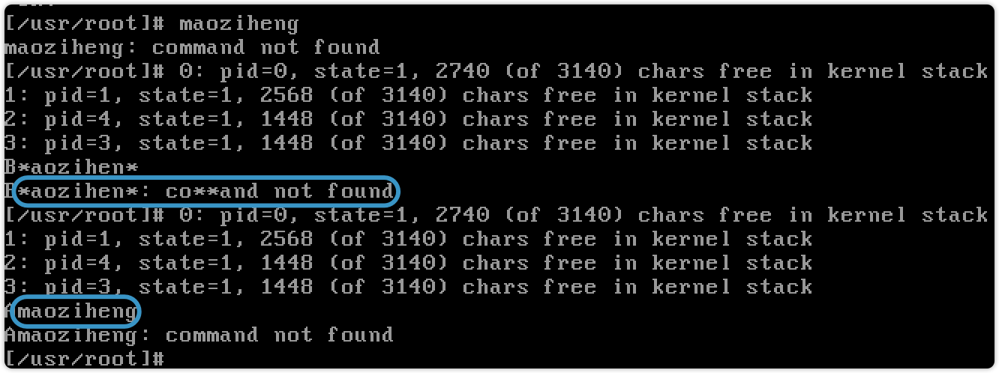 [/usr/root]# maoziheng
maoziheng: command not found
[/usr/root]# 0: pid=0, state=1, 2740 (of 3140) chars free in kernel stack
1: pid=1, state=1, 2568 (of 3140) chars free in kernel stack
2: pid=4, state=1, 1448 (of 3140) chars free in kernel stack
3: pid=3, state=1, 1448 (of 3140) chars free in kernel stack
B*aozihen*
B*aozihen*: co**and not found
[/usr/root]# 0: pid=0, state=1, 2740 (of 3140) chars free in kernel stack
1: pid=1, state=1, 2568 (of 3140) chars free in kernel stack
2: pid=4, state=1, 1448 (of 3140) chars free in kernel stack
3: pid=3, state=1, 1448 (of 3140) chars free in kernel stack
Amaoziheng
Amaoziheng: command not found
[/usr/root]#